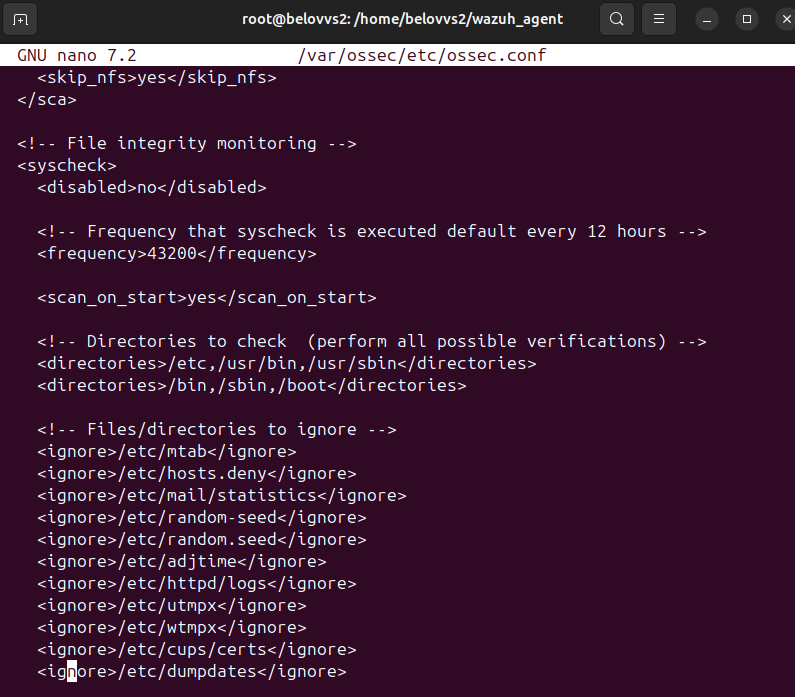 root@belovvs2: /home/belovvs2/wazuh_agent
GNU nano 7.2 /var/ossec/etc/ossec.conf
<skip_nfs>yes</skip_nfs>
</sca>
<!-- File integrity monitoring -->
<syscheck>
<disabled>no</disabled>
<!-- Frequency that syscheck is executed default every 12 hours -->
<frequency>43200</frequency>
<scan_on_start>yes</scan_on_start>
<!-- Directories to check  (perform all possible verifications) -->
<directories>/etc,/usr/bin,/usr/sbin</directories>
<directories>/bin,/sbin,/boot</directories>
<!-- Files/directories to ignore -->
<ignore>/etc/mtab</ignore>
<ignore>/etc/hosts.deny</ignore>
<ignore>/etc/mail/statistics</ignore>
<ignore>/etc/random-seed</ignore>
<ignore>/etc/random.seed</ignore>
<ignore>/etc/adjtime</ignore>
<ignore>/etc/httpd/logs</ignore>
<ignore>/etc/utmpx</ignore>
<ignore>/etc/wtmpx</ignore>
<ignore>/etc/cups/certs</ignore>
<ignore>/etc/dumpdates</ignore>